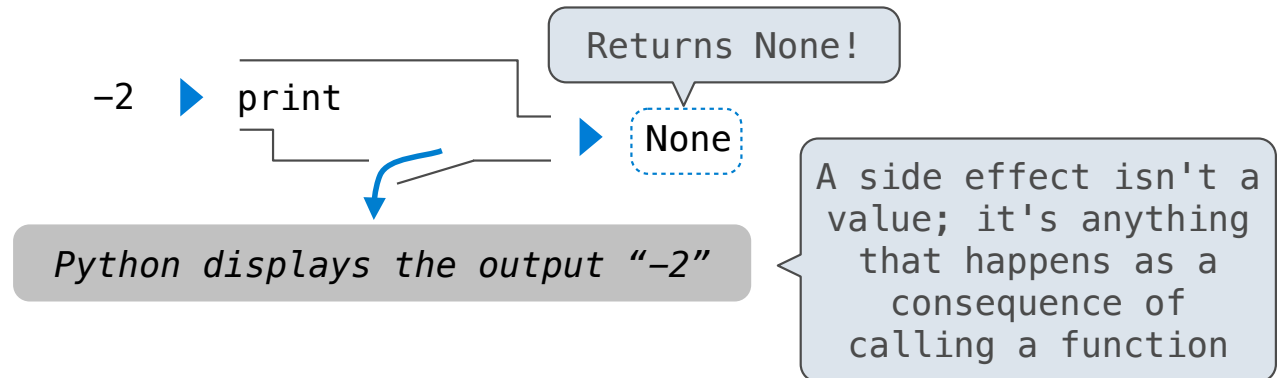 Returns None!
−2 print
None
A side effect isn't a
value; it's anything
that happens as a
consequence of
calling a function
Python displays the output “−2”